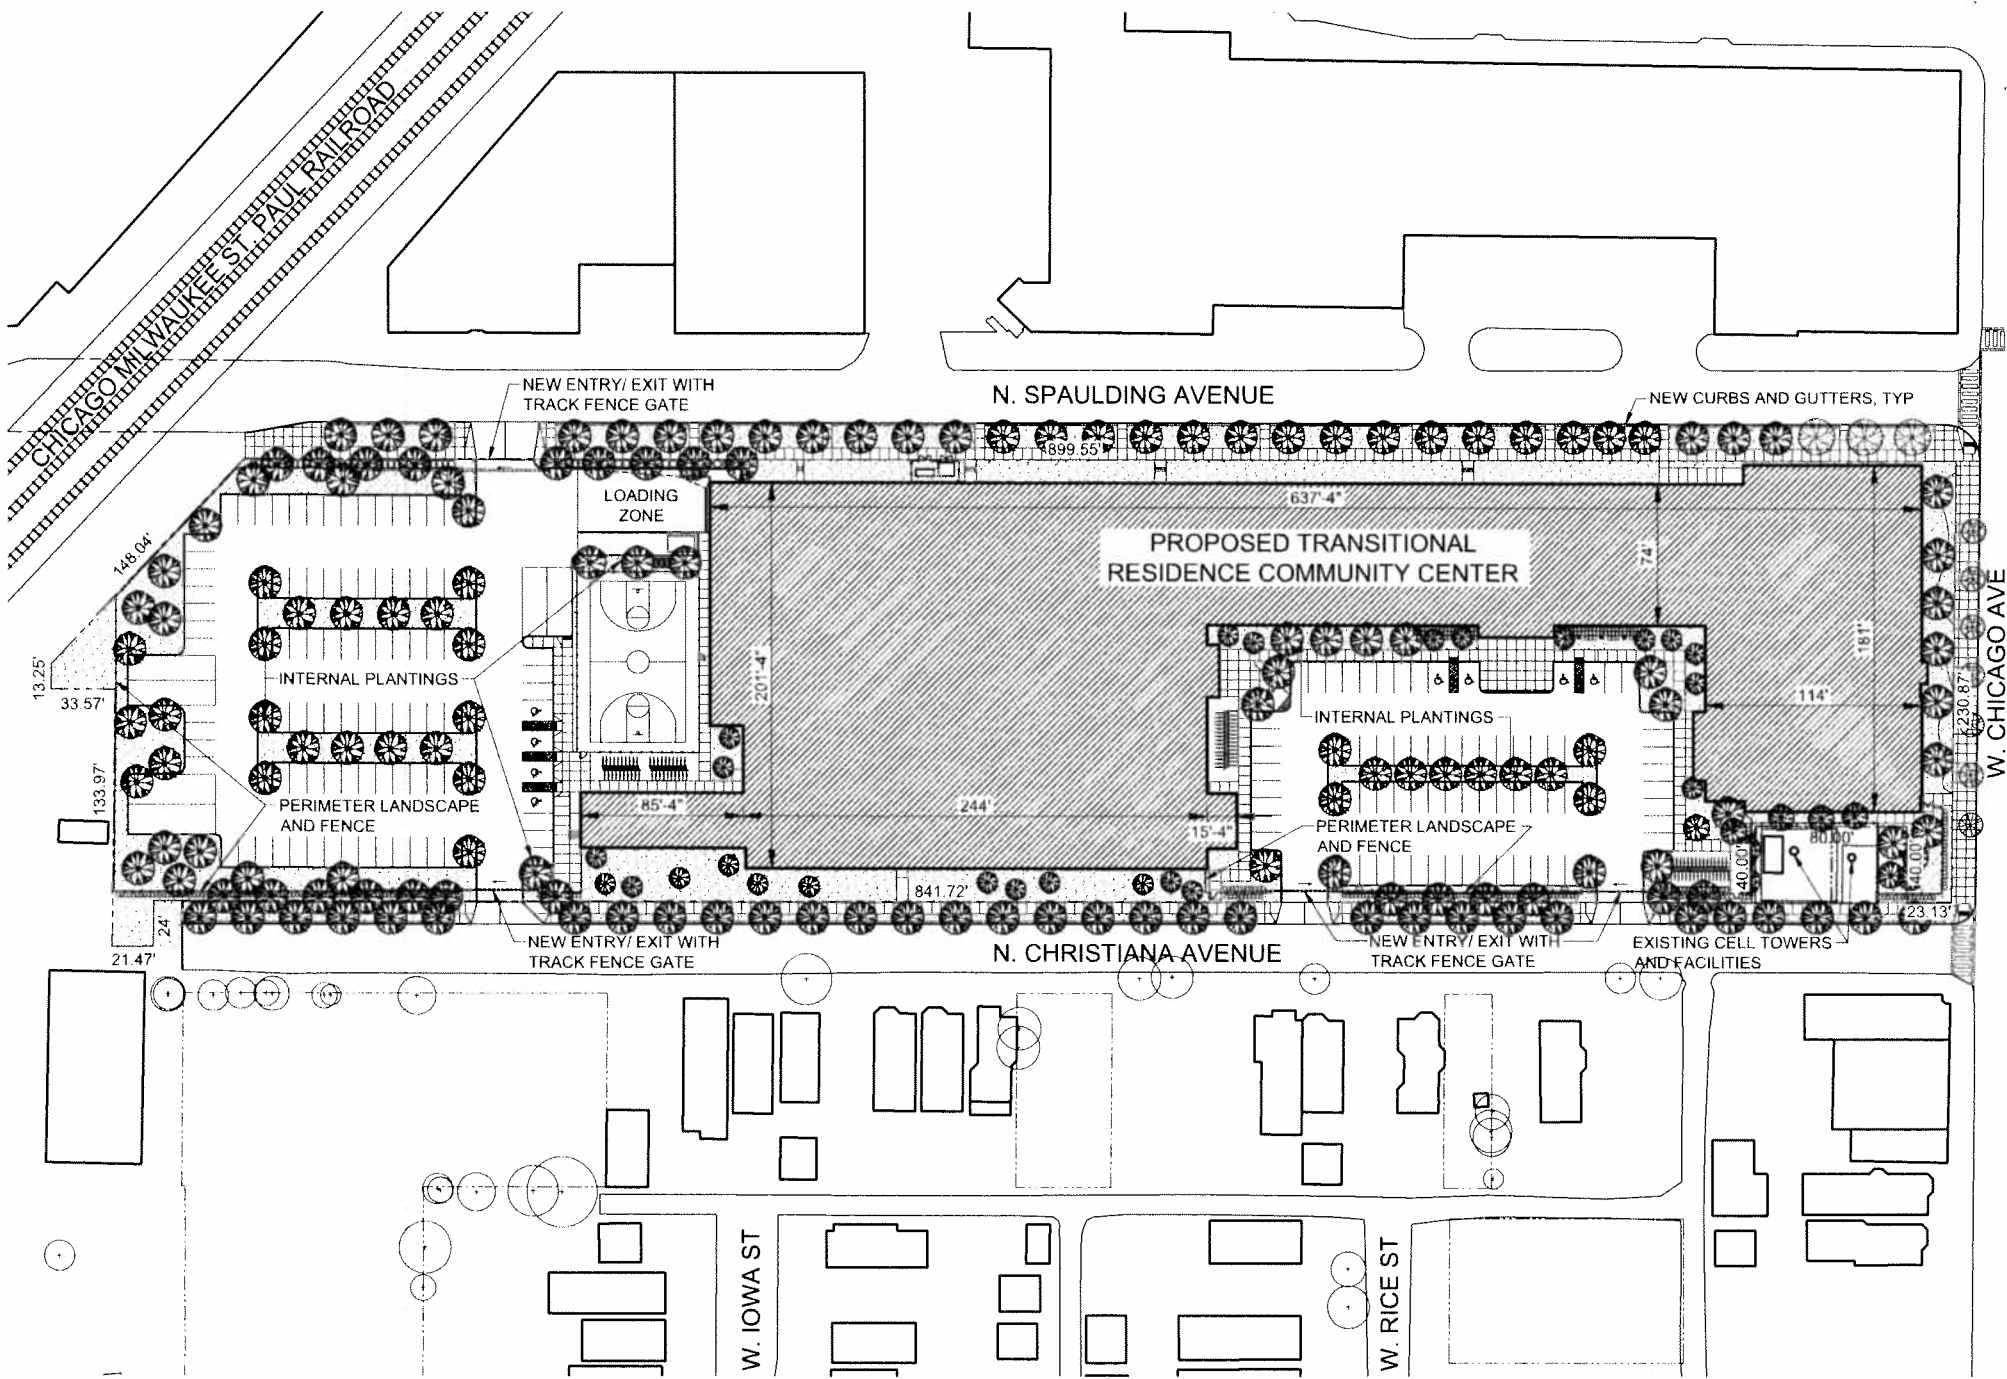 CHICAGO MILWAUKEE ST. PAUL RAILROAD
NEW ENTRY/ EXIT WITH
TRACK FENCE GATE
N. SPAULDING AVENUE
NEW CURBS AND GUTTERS, TYP
899.55'
LOADING
ZONE
637'-4"
PROPOSED TRANSITIONAL
RESIDENCE COMMUNITY CENTER
74'
148.04'
201'-4"
181'
W. CHICAGO AVE
13.25'
33.57'
INTERNAL PLANTINGS
114'
230.87'
INTERNAL PLANTINGS
133.97'
PERIMETER LANDSCAPE
AND FENCE
85'-4"
244'
15'-4"
PERIMETER LANDSCAPE
AND FENCE
80.00'
40.00'
40.00'
841.72'
23.13'
24'
21.47'
NEW ENTRY/ EXIT WITH
TRACK FENCE GATE
N. CHRISTIANA AVENUE
NEW ENTRY/ EXIT WITH
TRACK FENCE GATE
EXISTING CELL TOWERS
AND FACILITIES
W. IOWA ST
W. RICE ST